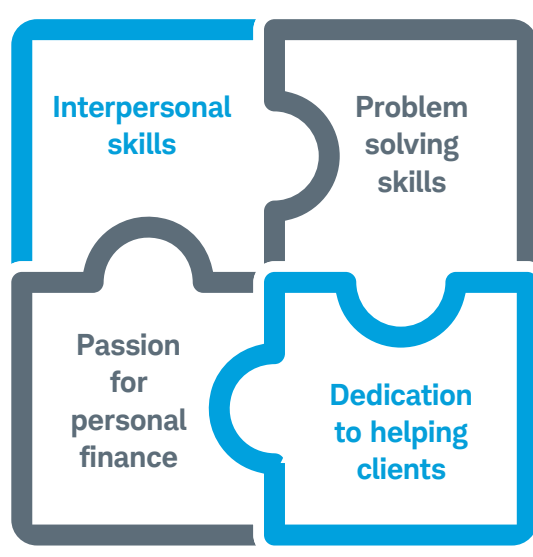 Interpersonal
skills
Problem
solving
skills
Passion
for
personal
finance
Dedication
to helping
clients